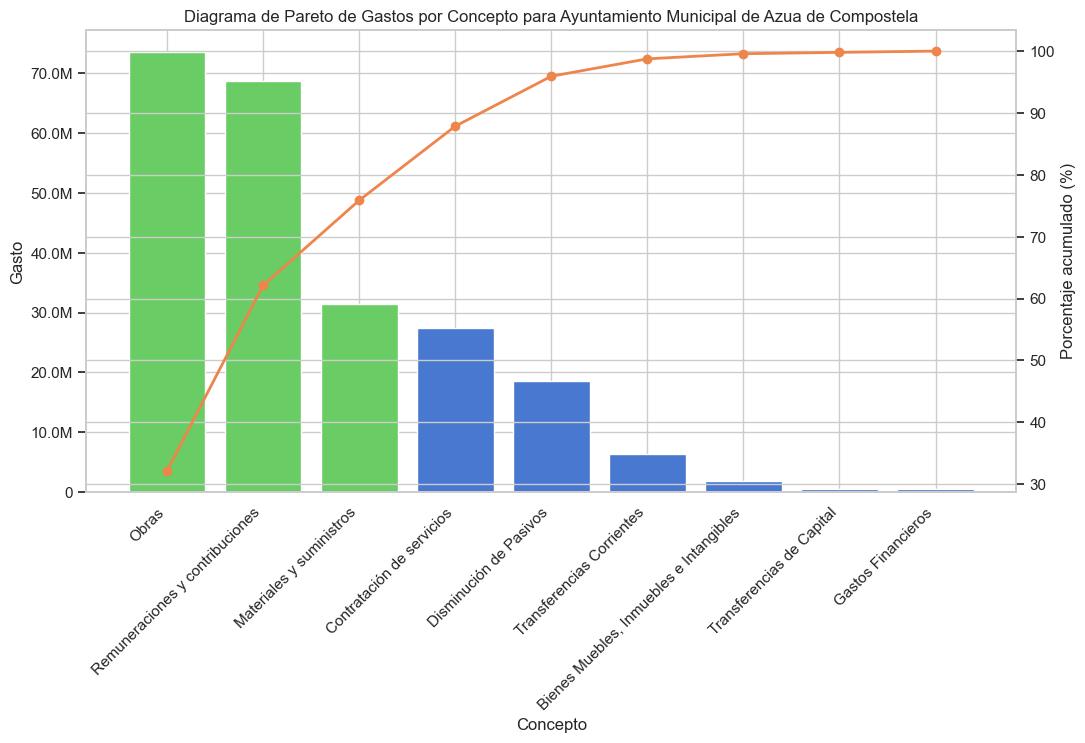 Diagrama de Pareto de Gastos por Concepto para Ayuntamiento Municipal de Azua de Compostela
Gasto
70.0M
60.0M
50.0M
40.0M
30.0M
20.0M
10.0M
0
100
90
80
70
60
50
40
30
Porcentaje acumulado (%)
Obras
Remuneraciones y contribuciones
Materiales y suministros
Contratación de servicios
Disminución de Pasivos
Transferencias Corrientes
Bienes Muebles, Inmuebles e Intangibles
Transferencias de Capital
Gastos Financieros
Concepto